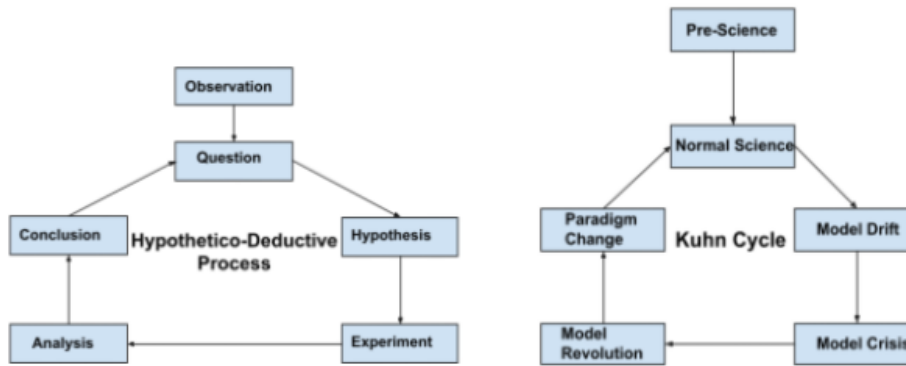 Observation
Question
Conclusion
Hypothetico-Deductive
Process
Hypothesis
Analysis
Experiment
Pre-Science
Normal Science
Paradigm
Change
Kuhn Cycle
Model Drift
Model
Revolution
Model Crisis